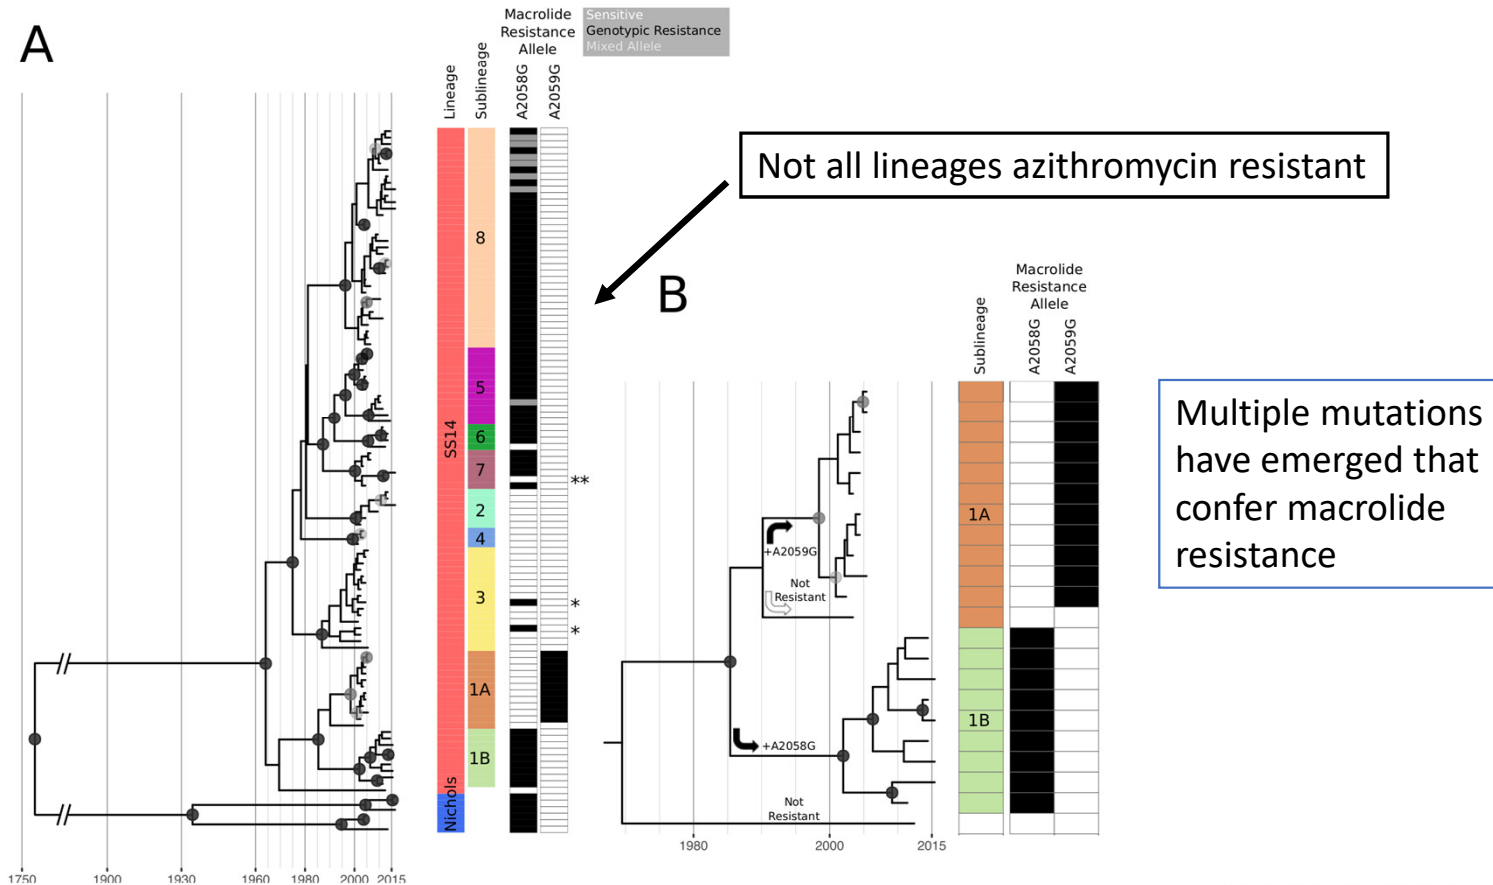 A
Lineage
Sublineage
Macrolide
Resistance
Allele
A2058G
A2059G
Sensitive
Genotypic Resistance
Mixed Allele
SS14
Nichols
8
5
6
7
**
2
4
3
*
*
1A
1B
1750
1900
1930
1960
1980
2000
2015
Not all lineages azithromycin resistant
B
Sublineage
Macrolide
Resistance
Allele
A2058G
A2059G
+A2059G
Not
Resistant
+A2058G
Not
Resistant
1A
1B
1980
2000
2015
Multiple mutations
have emerged that
confer macrolide
resistance